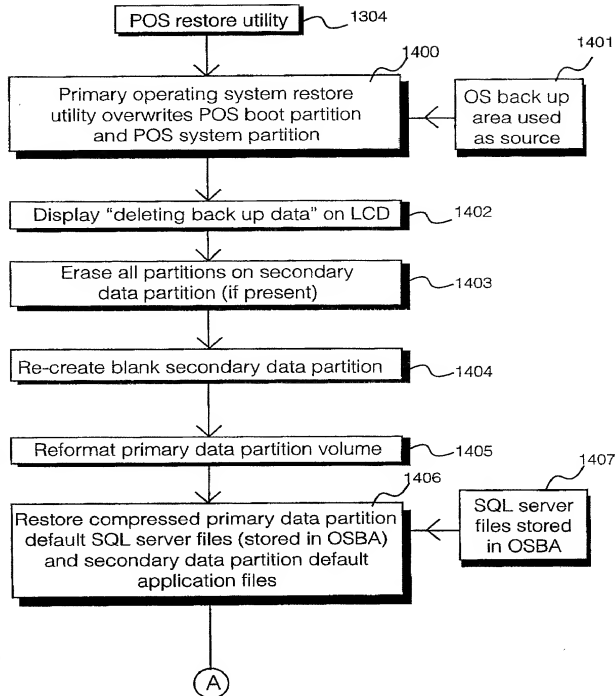 POS restore utility
1304
1400
Primary operating system restore
utility overwrites POS boot partition
and POS system partition
1401
OS back up
area used
as source
Display “deleting back up data” on LCD
1402
Erase all partitions on secondary
data partition (if present)
1403
Re-create blank secondary data partition
1404
Reformat primary data partition volume
1405
1406
Restore compressed primary data partition
default SQL server files (stored in OSBA)
and secondary data partition default
application files
1407
SQL server
files stored
in OSBA
A